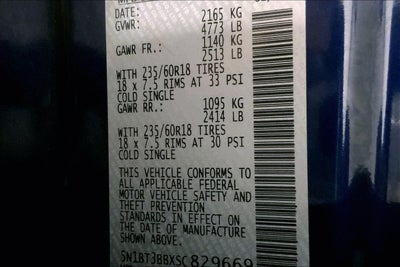 DATE: 2165 KG
GVWR: 4773 LB
1140 KG
GAWR FR.: 2513 LB
WITH 235/60R18 TIRES
18 x 7.5 RIMS AT 33 PSI
COLD SINGLE
GAWR RR.: 1095 KG
2414 LB
WITH 235/60R18 TIRES
18 x 7.5 RIMS AT 30 PSI
COLD SINGLE
THIS VEHICLE CONFORMS TO
ALL APPLICABLE FEDERAL
MOTOR VEHICLE SAFETY AND
THEFT PREVENTION
STANDARDS IN EFFECT ON
THE DATE OF MANUFACTURE
SHOWN ABOVE.
5N1BT3BBXSC829669